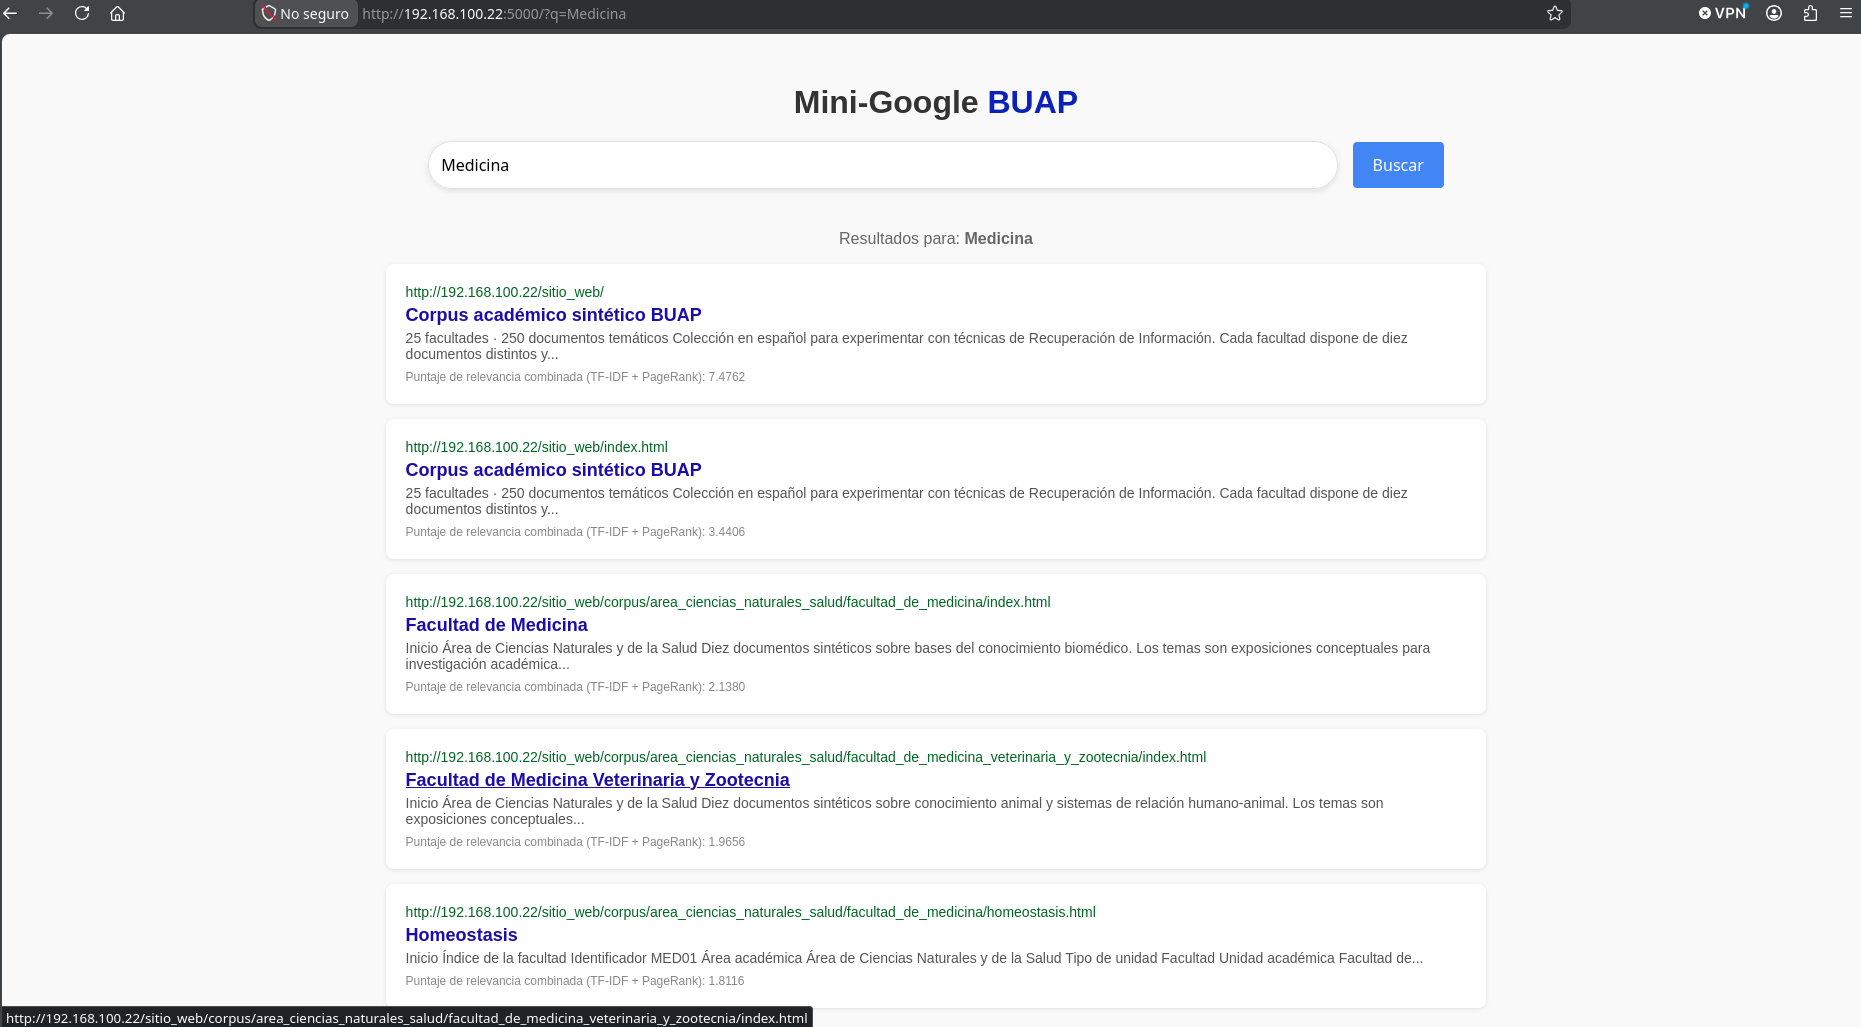 No seguro
http://192.168.100.22:5000/?q=Medicina
VPN
Mini-Google BUAP
Medicina
Buscar
Resultados para: Medicina
http://192.168.100.22/sitio_web/
Corpus académico sintético BUAP
25 facultades · 250 documentos temáticos Colección en español para experimentar con técnicas de Recuperación de Información. Cada facultad dispone de diez
documentos distintos y...
Puntaje de relevancia combinada (TF-IDF + PageRank): 7.4762
http://192.168.100.22/sitio_web/index.html
Corpus académico sintético BUAP
25 facultades · 250 documentos temáticos Colección en español para experimentar con técnicas de Recuperación de Información. Cada facultad dispone de diez
documentos distintos y...
Puntaje de relevancia combinada (TF-IDF + PageRank): 3.4406
http://192.168.100.22/sitio_web/corpus/area_ciencias_naturales_salud/facultad_de_medicina/index.html
Facultad de Medicina
Inicio Área de Ciencias Naturales y de la Salud Diez documentos sintéticos sobre bases del conocimiento biomédico. Los temas son exposiciones conceptuales para
investigación académica...
Puntaje de relevancia combinada (TF-IDF + PageRank): 2.1380
http://192.168.100.22/sitio_web/corpus/area_ciencias_naturales_salud/facultad_de_medicina_veterinaria_y_zootecnia/index.html
Facultad de Medicina Veterinaria y Zootecnia
Inicio Área de Ciencias Naturales y de la Salud Diez documentos sintéticos sobre conocimiento animal y sistemas de relación humano-animal. Los temas son
exposiciones conceptuales...
Puntaje de relevancia combinada (TF-IDF + PageRank): 1.9656
http://192.168.100.22/sitio_web/corpus/area_ciencias_naturales_salud/facultad_de_medicina/homeostasis.html
Homeostasis
Inicio Índice de la facultad Identificador MED01 Área académica Área de Ciencias Naturales y de la Salud Tipo de unidad Facultad Unidad académica Facultad de...
Puntaje de relevancia combinada (TF-IDF + PageRank): 1.8116
http://192.168.100.22/sitio_web/corpus/area_ciencias_naturales_salud/facultad_de_medicina_veterinaria_y_zootecnia/index.html